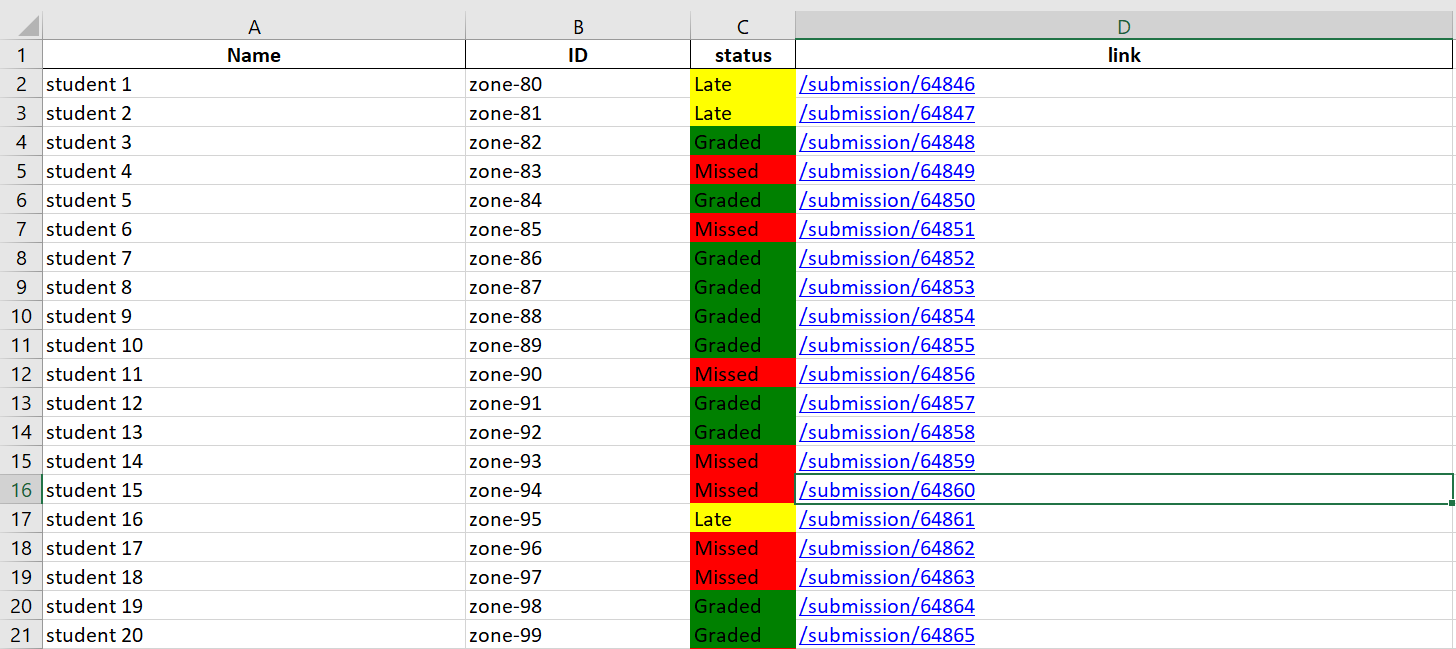 A B C D
1 Name ID status link
2 student 1 zone-80 Late /submission/64846
3 student 2 zone-81 Late /submission/64847
4 student 3 zone-82 Graded /submission/64848
5 student 4 zone-83 Missed /submission/64849
6 student 5 zone-84 Graded /submission/64850
7 student 6 zone-85 Missed /submission/64851
8 student 7 zone-86 Graded /submission/64852
9 student 8 zone-87 Graded /submission/64853
10 student 9 zone-88 Graded /submission/64854
11 student 10 zone-89 Graded /submission/64855
12 student 11 zone-90 Missed /submission/64856
13 student 12 zone-91 Graded /submission/64857
14 student 13 zone-92 Graded /submission/64858
15 student 14 zone-93 Missed /submission/64859
16 student 15 zone-94 Missed /submission/64860
17 student 16 zone-95 Late /submission/64861
18 student 17 zone-96 Missed /submission/64862
19 student 18 zone-97 Missed /submission/64863
20 student 19 zone-98 Graded /submission/64864
21 student 20 zone-99 Graded /submission/64865